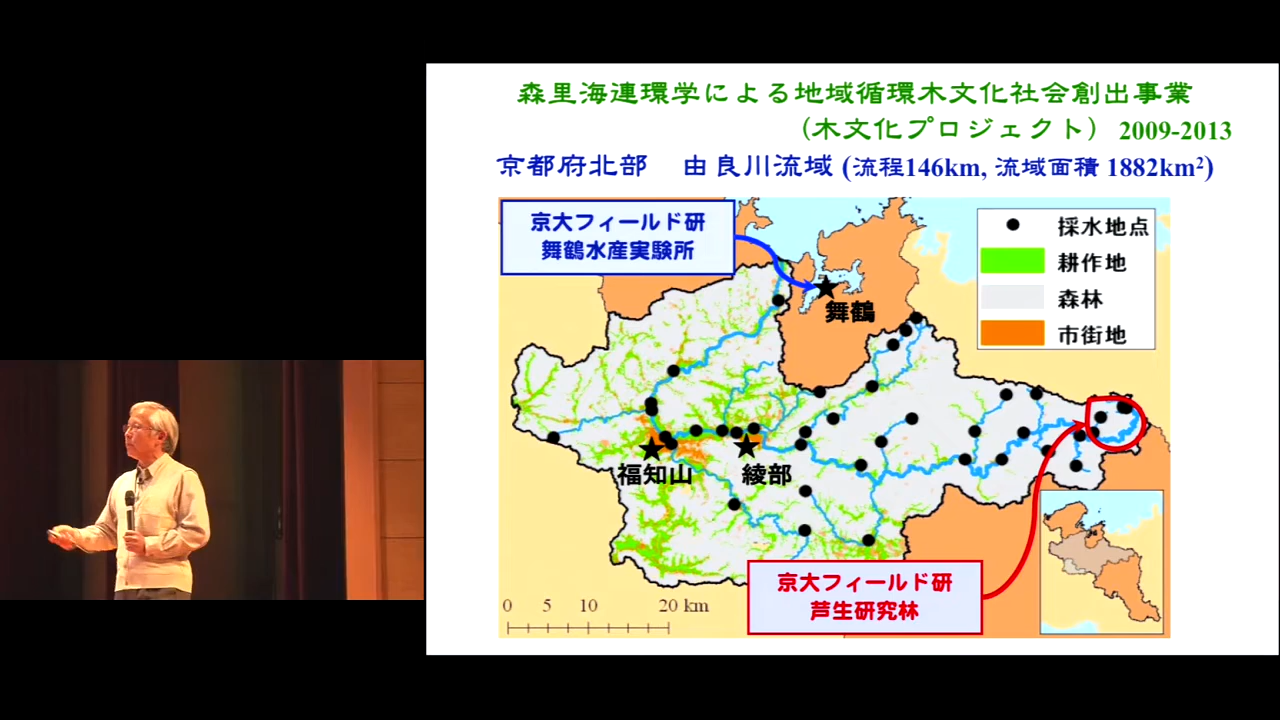 森里海連環学による地域循環木文化社会創出事業
(木文化プロジェクト) 2009-2013
京都府北部 由良川流域 (流程146km, 流域面積 1882km²)
京大フィールド研
舞鶴水産実験所
舞鶴
採水地点
耕作地
森林
市街地
福知山
綾部
京大フィールド研
芦生研究林
0 5 10 20 km